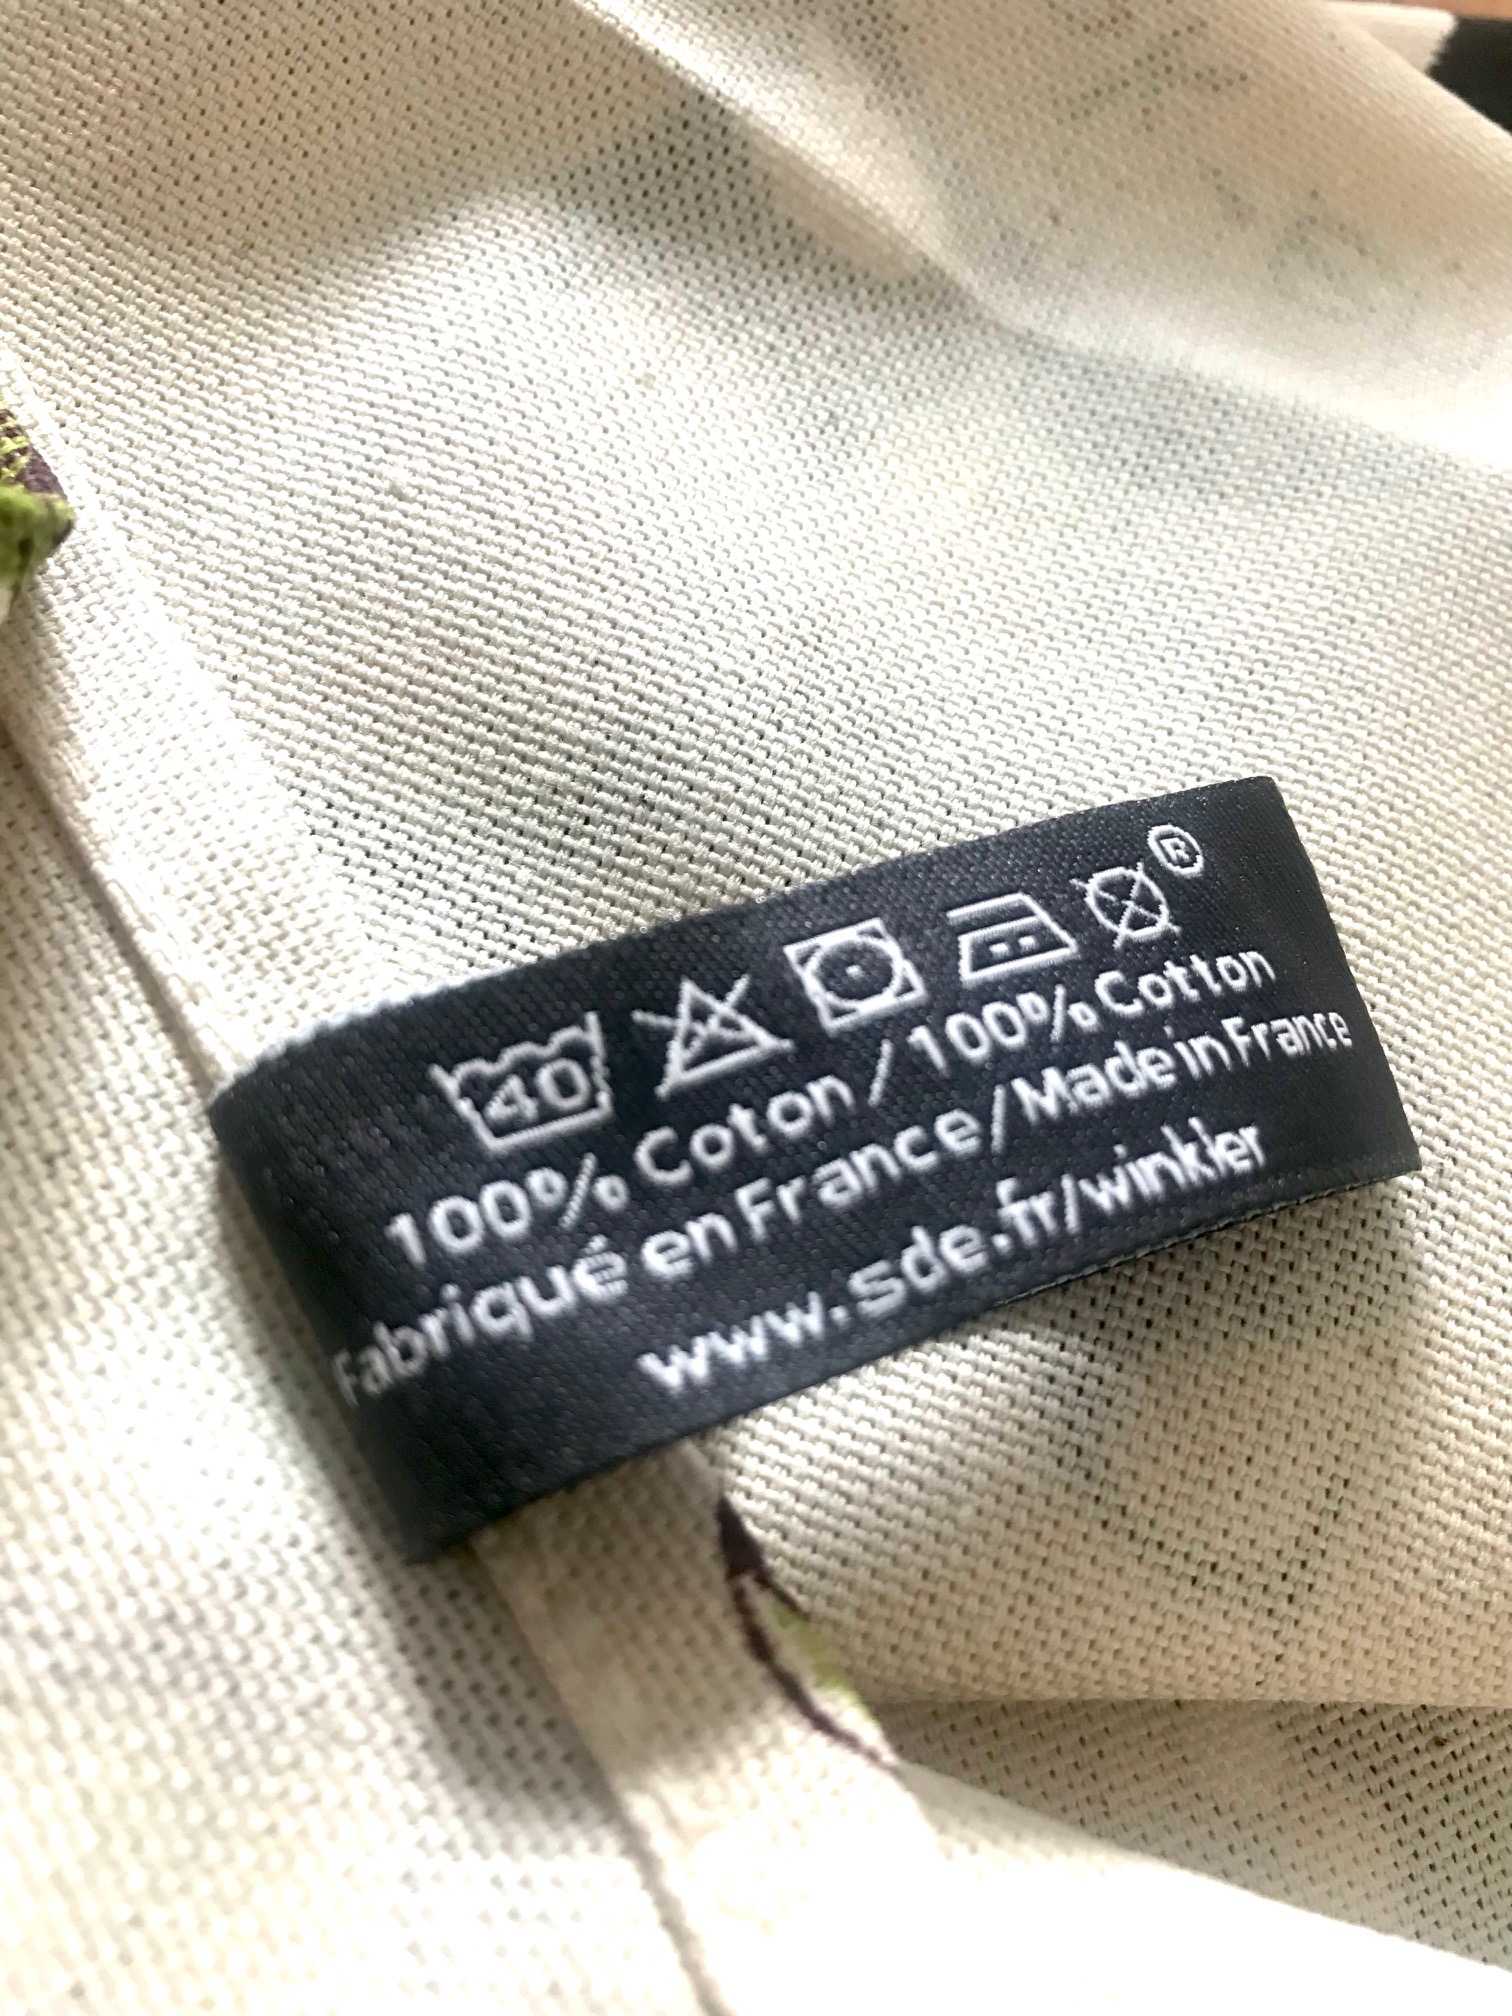 40 ®
100% Coton / 100% Cotton
Fabriqué en France / Made in France
www.sde.fr/winkler